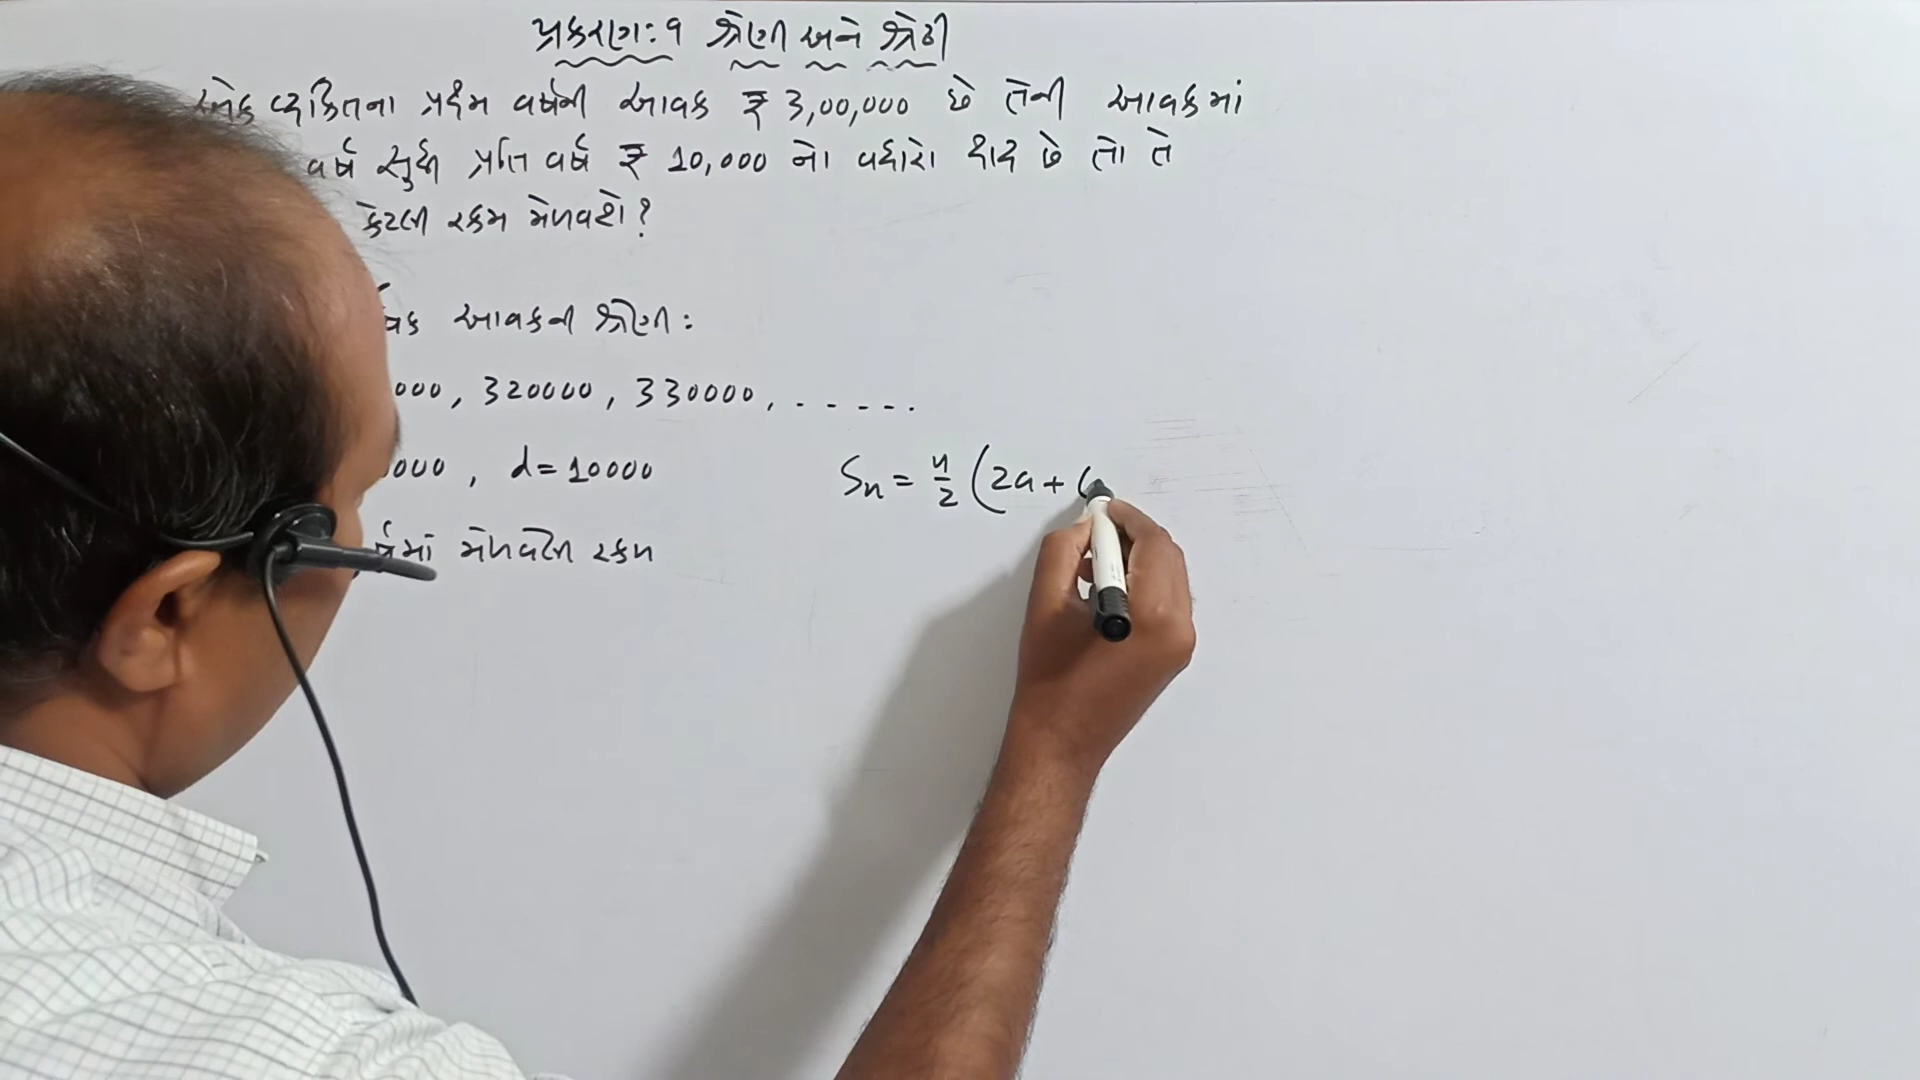 પ્રકરણ: ૧ શ્રેણી અને શ્રેઢી
એક વ્યક્તિના પ્રથમ વર્ષની આવક ₹ 3,00,000 છે તેની આવકમાં
વર્ષ સુધી પ્રતિ વર્ષ ₹ 10,000 નો વધારો થાય છે તો તે
કેટલી રકમ મેળવશે?
આવકની શ્રેણી:
000, 320000, 330000, . . . . . .
000, d = 10000
Sn = n/2 (2a + (
ર્ષમાં મેળવેલી રકમ